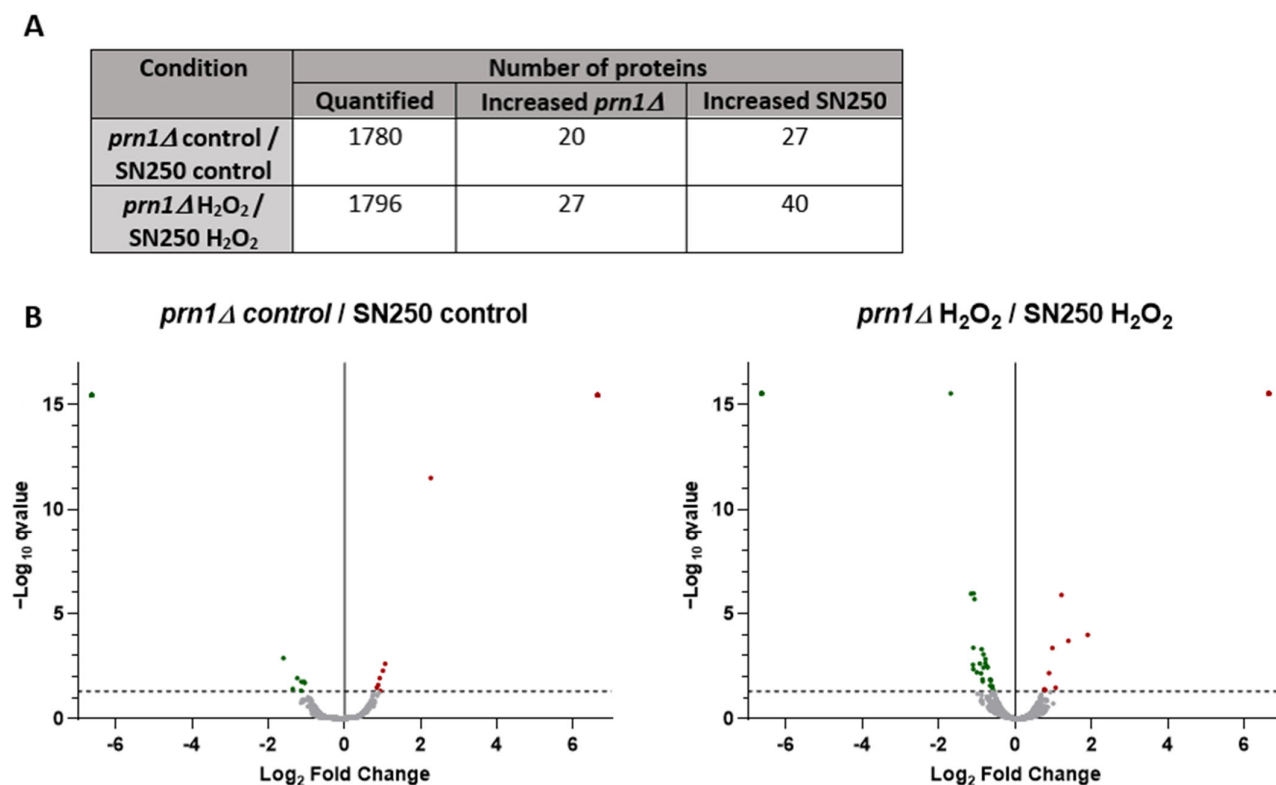 A
Condition Number of proteins
Quantified Increased prn1Δ Increased SN250
prn1Δ control /
SN250 control
1780 20 27
prn1Δ H₂O₂ /
SN250 H₂O₂
1796 27 40
B
prn1Δ control / SN250 control
prn1Δ H₂O₂ / SN250 H₂O₂
15
10
5
0
−Log₁₀ qvalue
-6 -4 -2 0 2 4 6
Log₂ Fold Change
15
10
5
0
−Log₁₀ qvalue
-6 -4 -2 0 2 4 6
Log₂ Fold Change